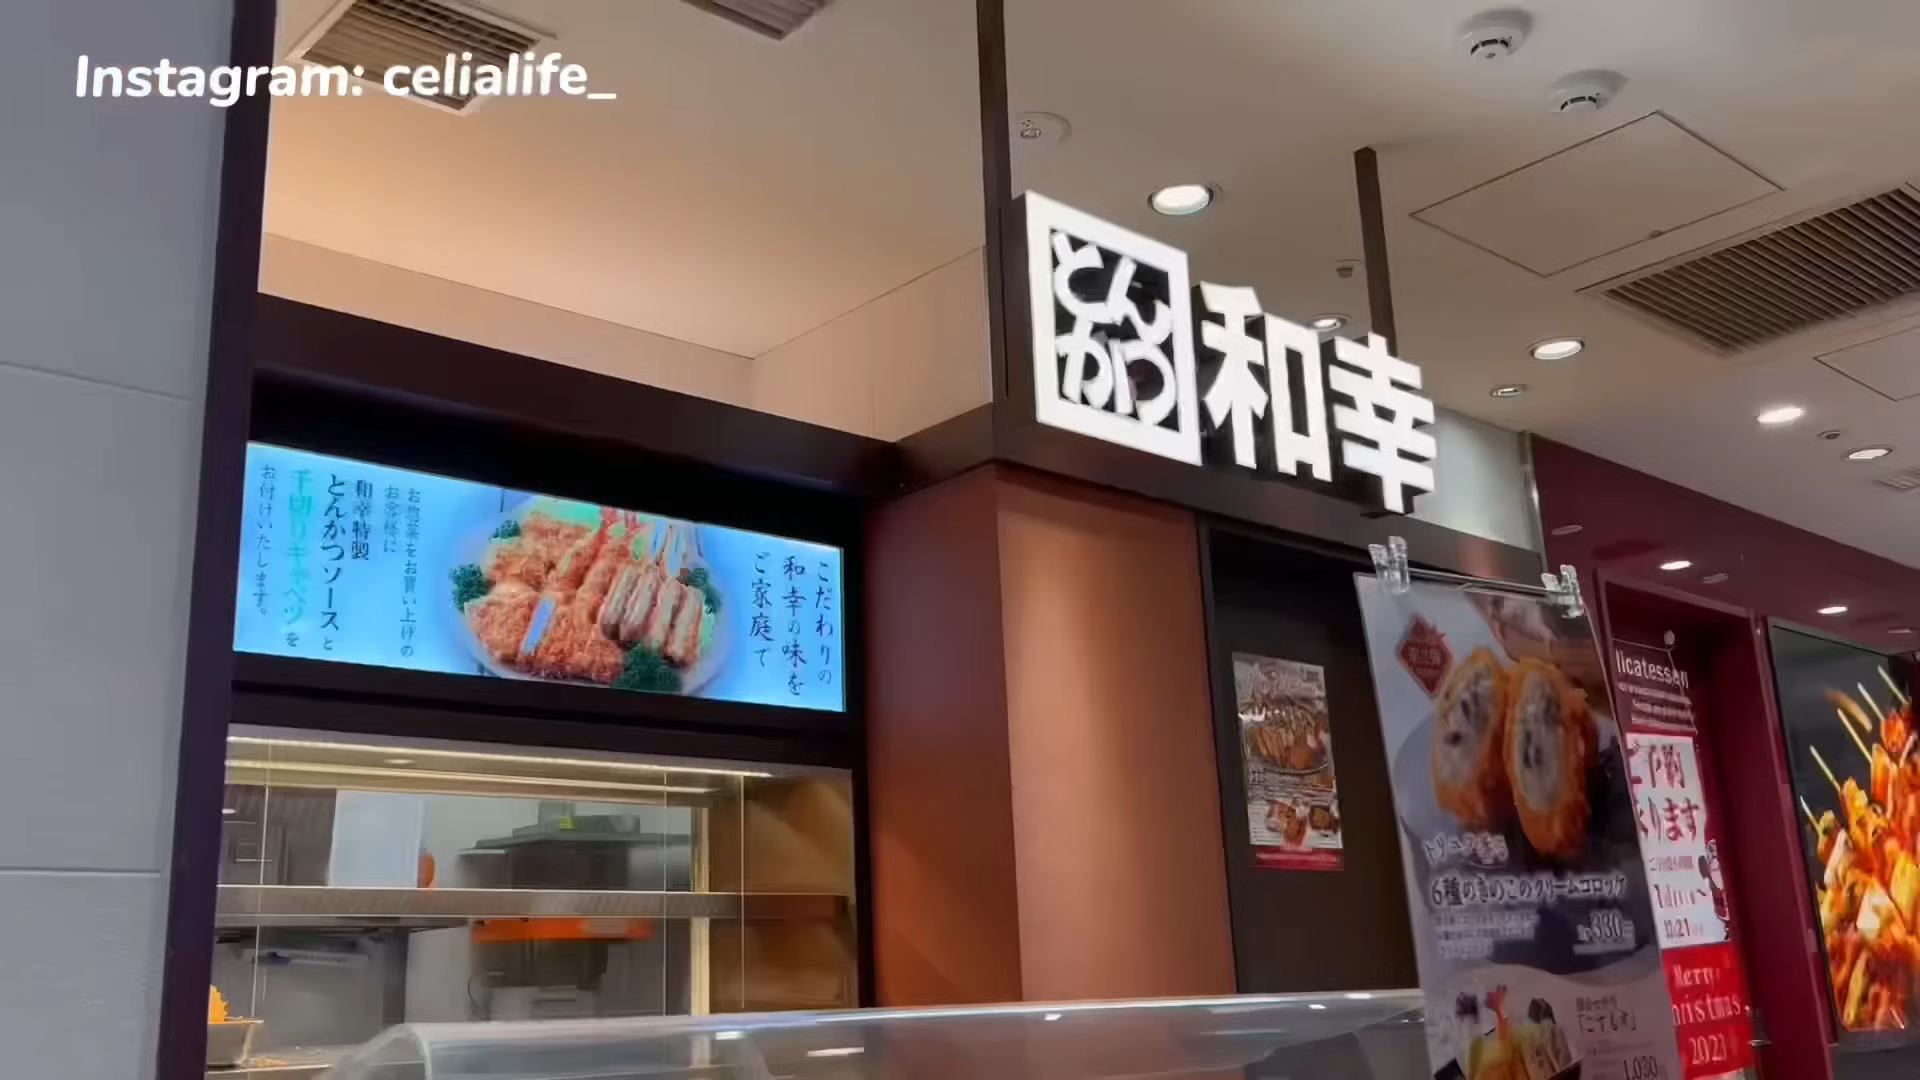 Instagram: celialife_
とんかつ
和幸
こだわりの
和幸の味を
ご家庭で
お惣菜をお買い上げの
お客様に
和幸特製
とんかつソースと
千切りキャベツを
お付けいたします。
6種のきのこのクリームコロッケ
330
1,030
licatessen
ご予約
承ります
12/21
Merry
hristmas
2023